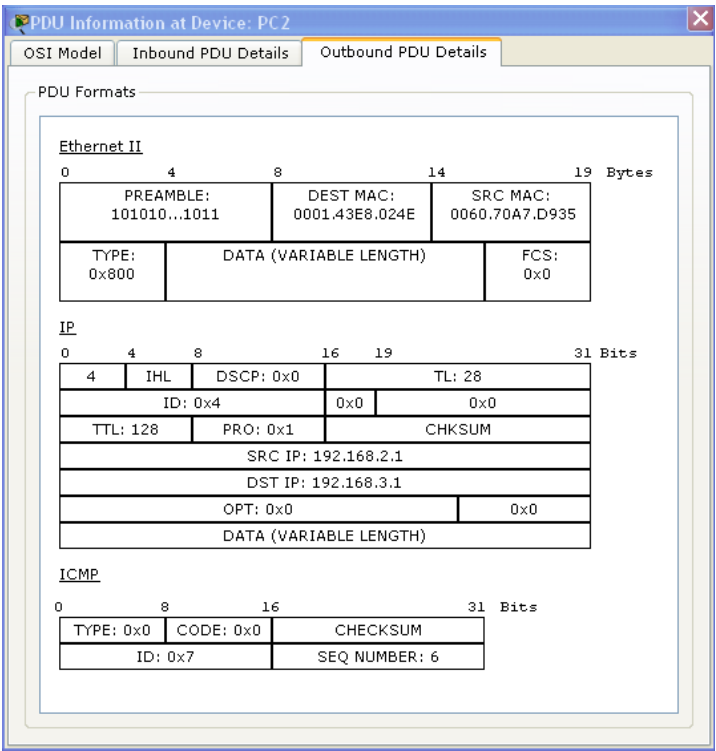 PDU Information at Device: PC2
OSI Model Inbound PDU Details Outbound PDU Details
PDU Formats
Ethernet II
0 4 8 14 19 Bytes
PREAMBLE: DEST MAC: SRC MAC:
101010...1011 0001.43E8.024E 0060.70A7.D935
TYPE: DATA (VARIABLE LENGTH) FCS:
0x800 0x0
IP
0 4 8 16 19 31 Bits
4 IHL DSCP: 0x0 TL: 28
ID: 0x4 0x0 0x0
TTL: 128 PRO: 0x1 CHKSUM
SRC IP: 192.168.2.1
DST IP: 192.168.3.1
OPT: 0x0 0x0
DATA (VARIABLE LENGTH)
ICMP
0 8 16 31 Bits
TYPE: 0x0 CODE: 0x0 CHECKSUM
ID: 0x7 SEQ NUMBER: 6